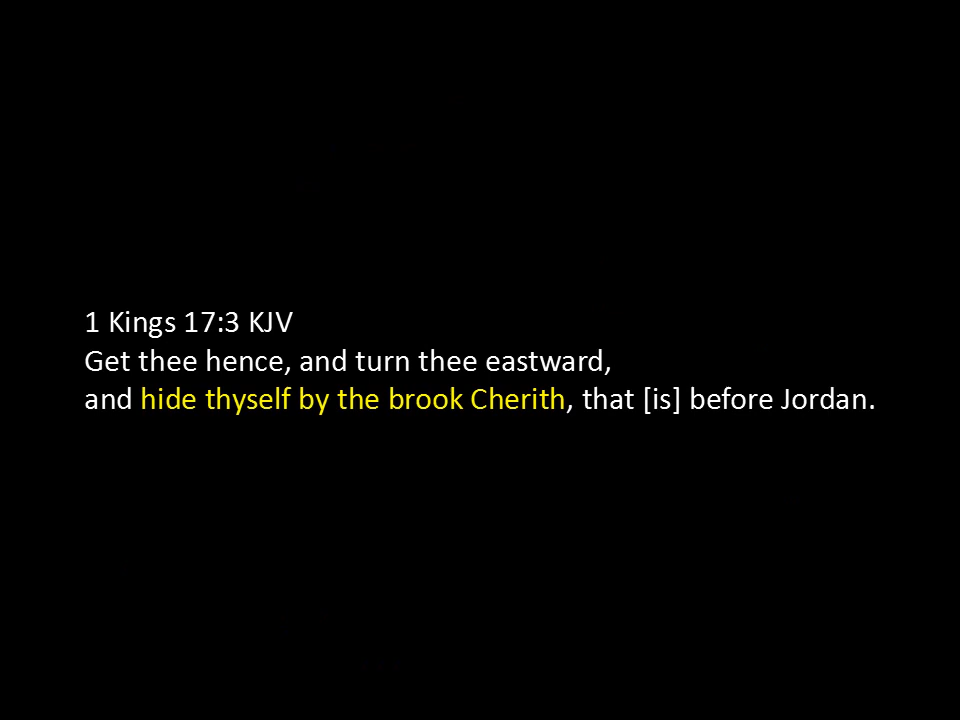 1 Kings 17:3 KJV
Get thee hence, and turn thee eastward,
and hide thyself by the brook Cherith, that [is] before Jordan.